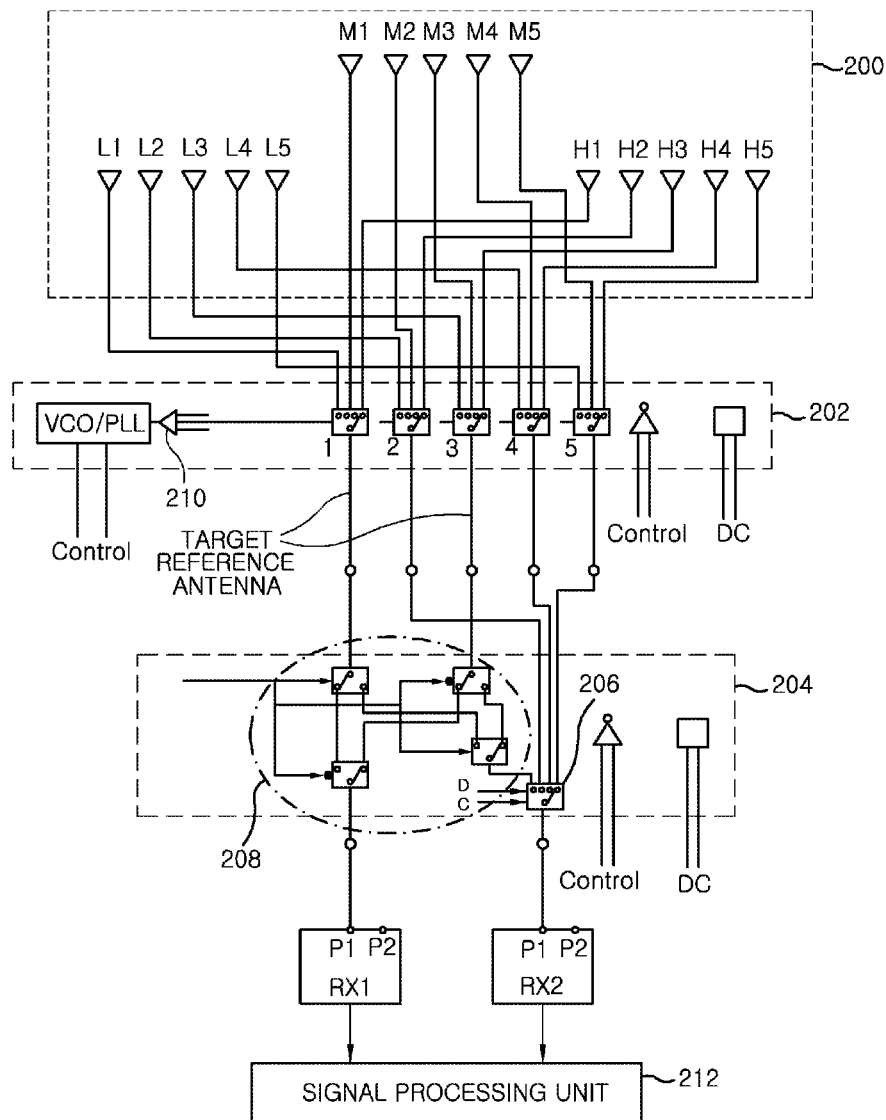 M1 M2 M3 M4 M5
200
L1 L2 L3 L4 L5
H1 H2 H3 H4 H5
VCO/PLL
202
1 2 3 4 5
210
Control
TARGET
REFERENCE
ANTENNA
Control
DC
206
204
D
C
208
Control
DC
P1 P2
RX1
P1 P2
RX2
SIGNAL PROCESSING UNIT
212